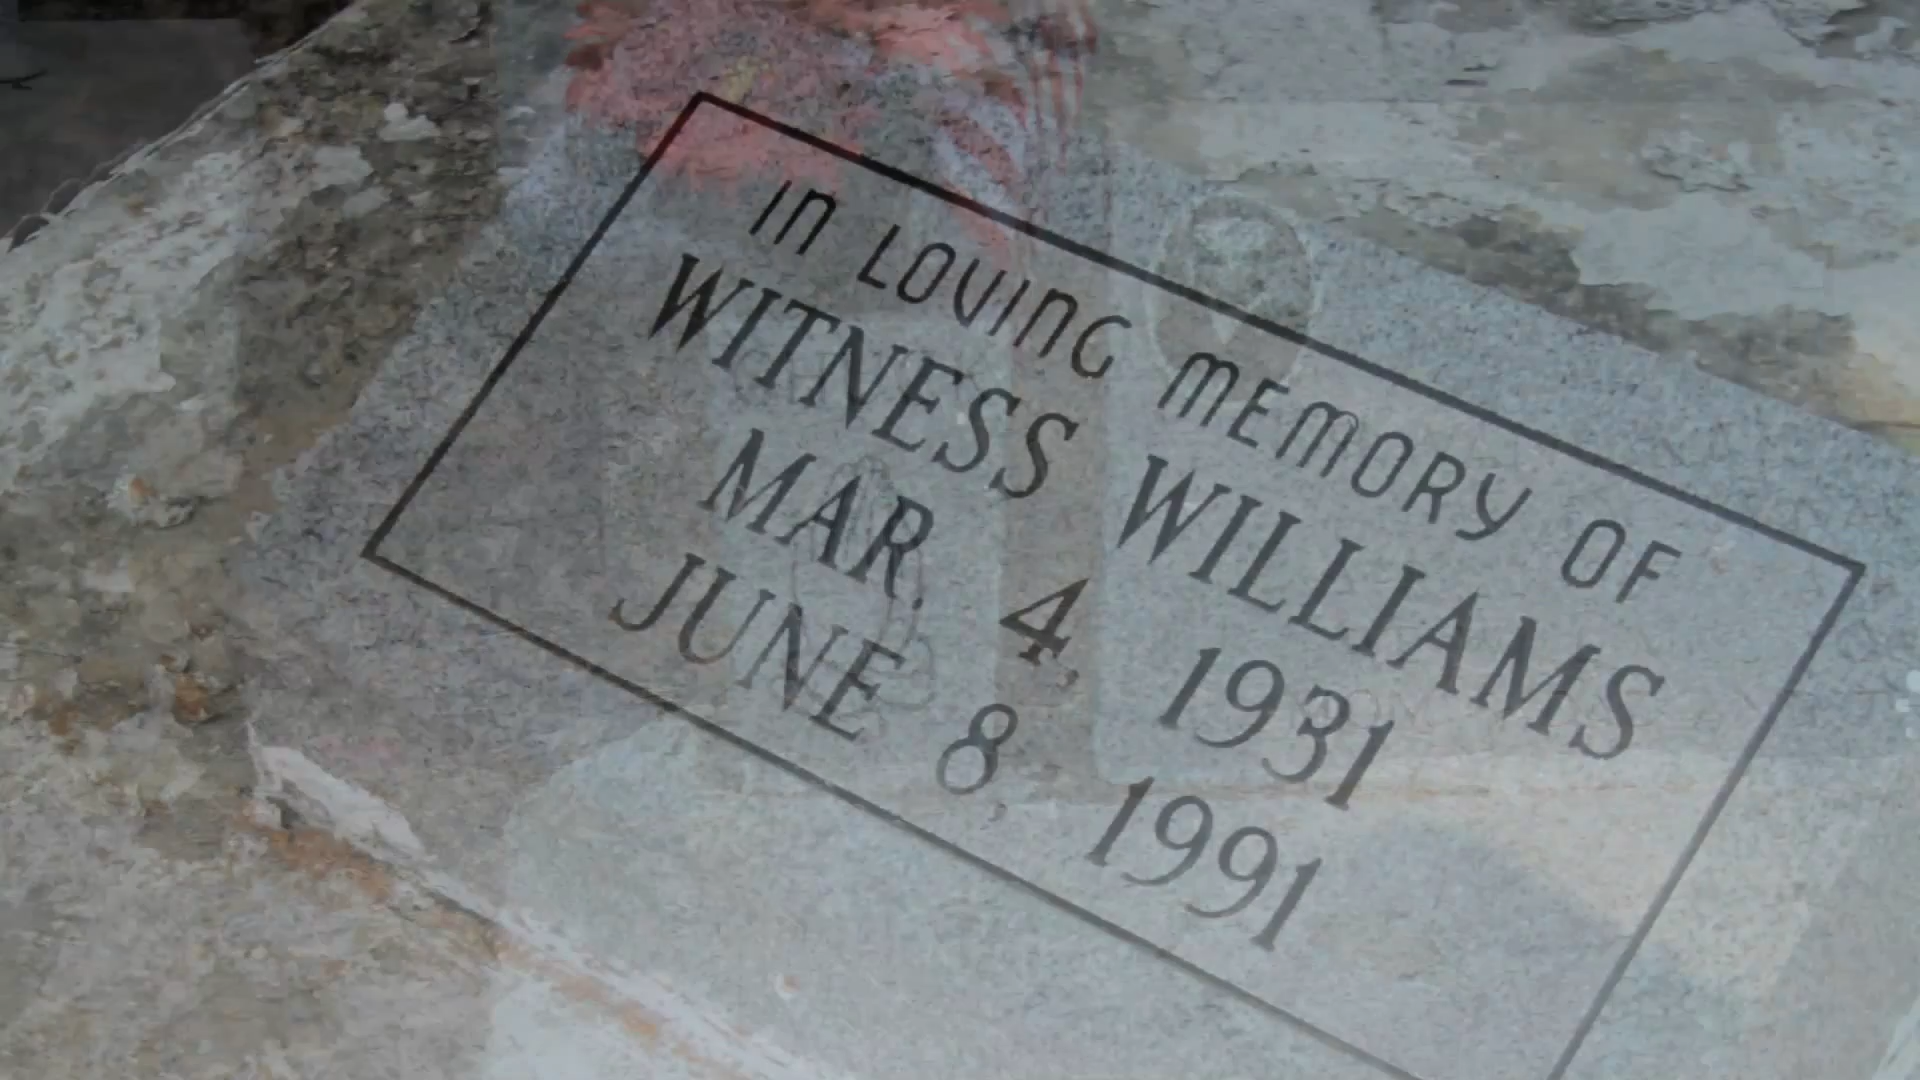 IN LOVING MEMORY OF
WITNESS WILLIAMS
MAR. 4, 1931
JUNE 8, 1991